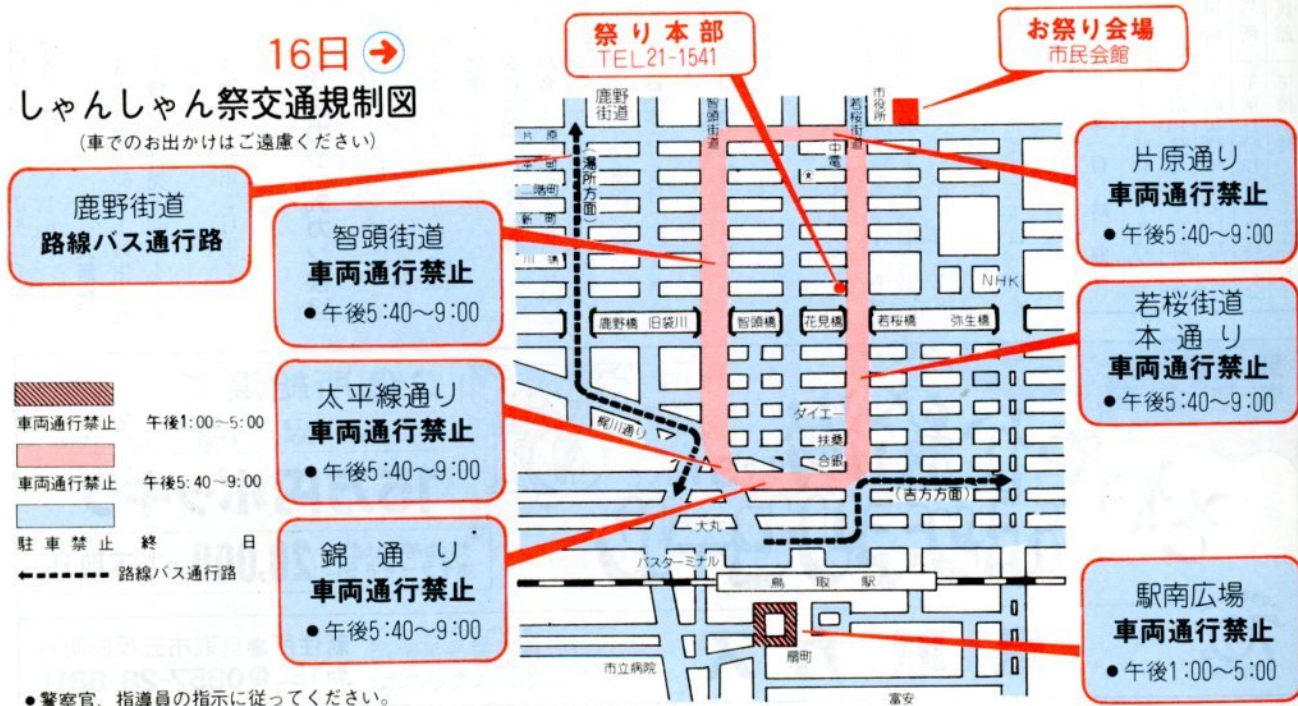 16日
しゃんしゃん祭交通規制図
(車でのお出かけはご遠慮ください)
祭り本部
TEL21-1541
お祭り会場
市民会館
鹿野街道
路線バス通行路
智頭街道
車両通行禁止
●午後5:40〜9:00
太平線通り
車両通行禁止
●午後5:40〜9:00
錦通り
車両通行禁止
●午後5:40〜9:00
片原通り
車両通行禁止
●午後5:40〜9:00
若桜街道
本通り
車両通行禁止
●午後5:40〜9:00
駅南広場
車両通行禁止
●午後1:00〜5:00
鹿野
街道
智頭街道
若桜街道
市役所
片原
二階町
新町
川端
(湯所方面)
中電
NHK
鹿野橋
旧袋川
智頭橋
花見橋
若桜橋
弥生橋
梶川通り
ダイエー
扶桑
合銀
(吉方方面)
大丸
バスターミナル
鳥取駅
市立病院
扇町
富安
車両通行禁止 午後1:00〜5:00
車両通行禁止 午後5:40〜9:00
駐車禁止 終日
路線バス通行路
●警察官、指導員の指示に従ってください。